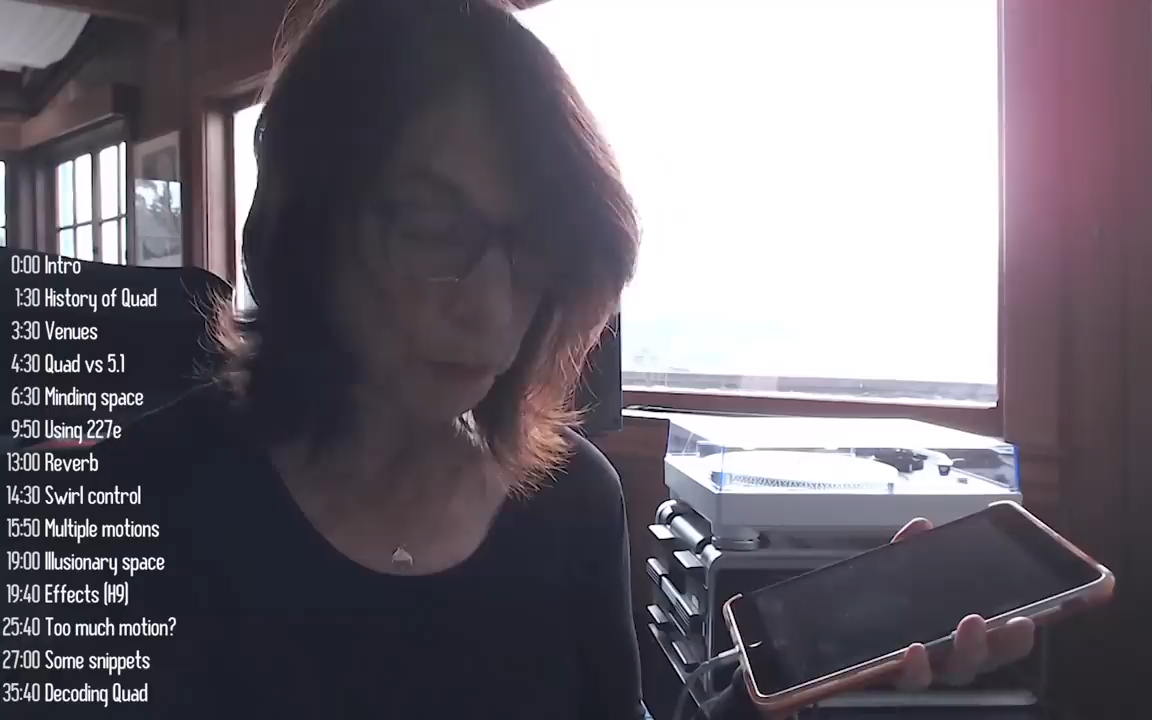 0:00 Intro
1:30 History of Quad
3:30 Venues
4:30 Quad vs 5.1
6:30 Minding space
9:50 Using 227e
13:00 Reverb
14:30 Swirl control
15:50 Multiple motions
19:00 Illusionary space
19:40 Effects (H9)
25:40 Too much motion?
27:00 Some snippets
35:40 Decoding Quad